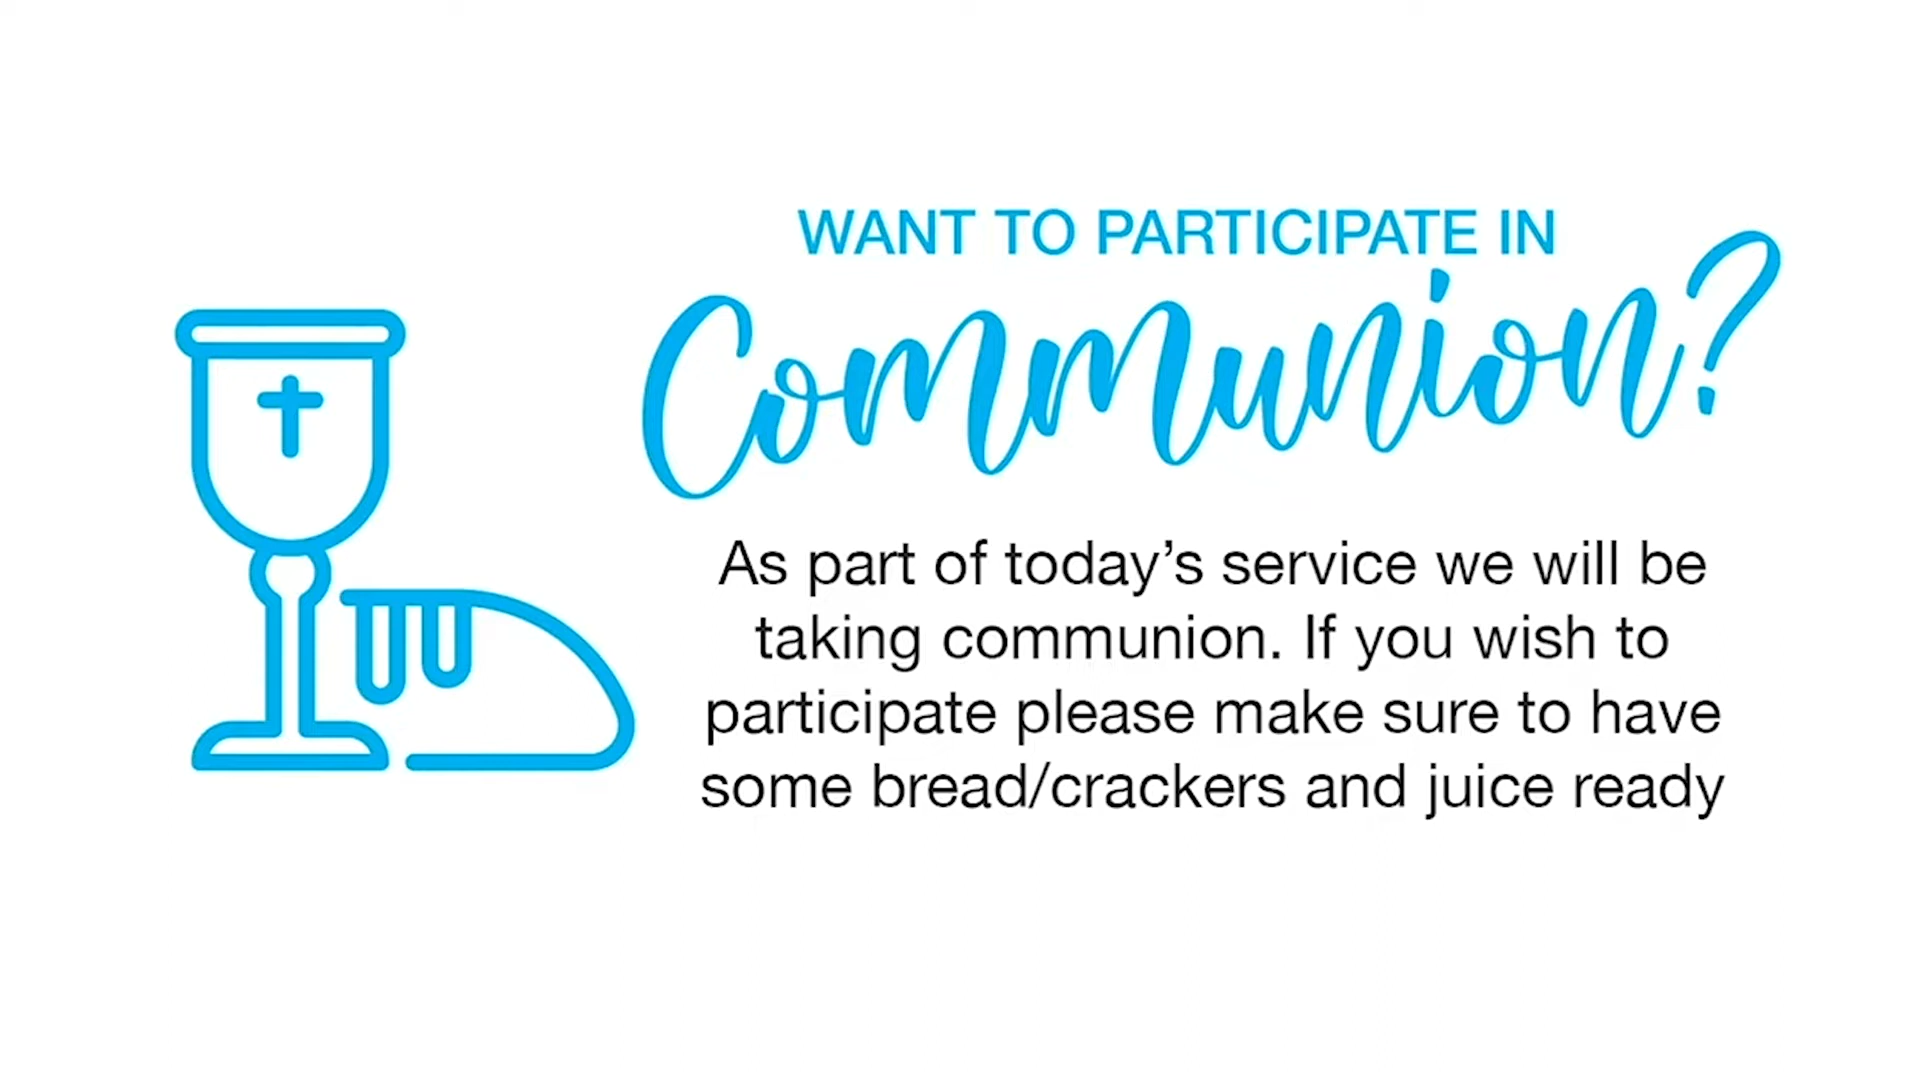 WANT TO PARTICIPATE IN
Communion?
As part of today’s service we will be
taking communion. If you wish to
participate please make sure to have
some bread/crackers and juice ready